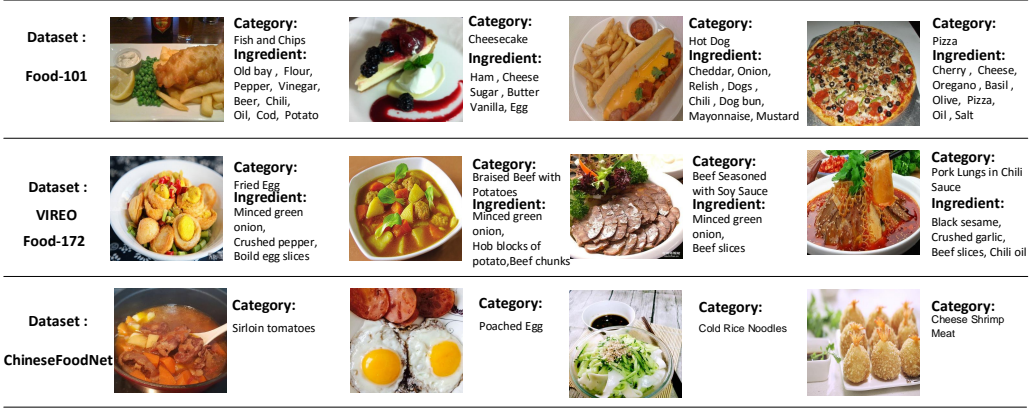 Dataset :
Food-101
Category:
Fish and Chips
Ingredient:
Old bay , Flour,
Pepper, Vinegar,
Beer, Chili,
Oil, Cod, Potato
Category:
Cheesecake
Ingredient:
Ham , Cheese
Sugar , Butter
Vanilla, Egg
Category:
Hot Dog
Ingredient:
Cheddar, Onion,
Relish , Dogs ,
Chili , Dog bun,
Mayonnaise, Mustard
Category:
Pizza
Ingredient:
Cherry , Cheese,
Oregano , Basil ,
Olive, Pizza,
Oil , Salt
Dataset :
VIREO
Food-172
Category:
Fried Egg
Ingredient:
Minced green
onion,
Crushed pepper,
Boild egg slices
Category:
Braised Beef with
Potatoes
Ingredient:
Minced green
onion,
Hob blocks of
potato,Beef chunks
Category:
Beef Seasoned
with Soy Sauce
Ingredient:
Minced green
onion,
Beef slices
Category:
Pork Lungs in Chili
Sauce
Ingredient:
Black sesame,
Crushed garlic,
Beef slices, Chili oil
Dataset :
ChineseFoodNet
Category:
Sirloin tomatoes
Category:
Poached Egg
Category:
Cold Rice Noodles
Category:
Cheese Shrimp
Meat